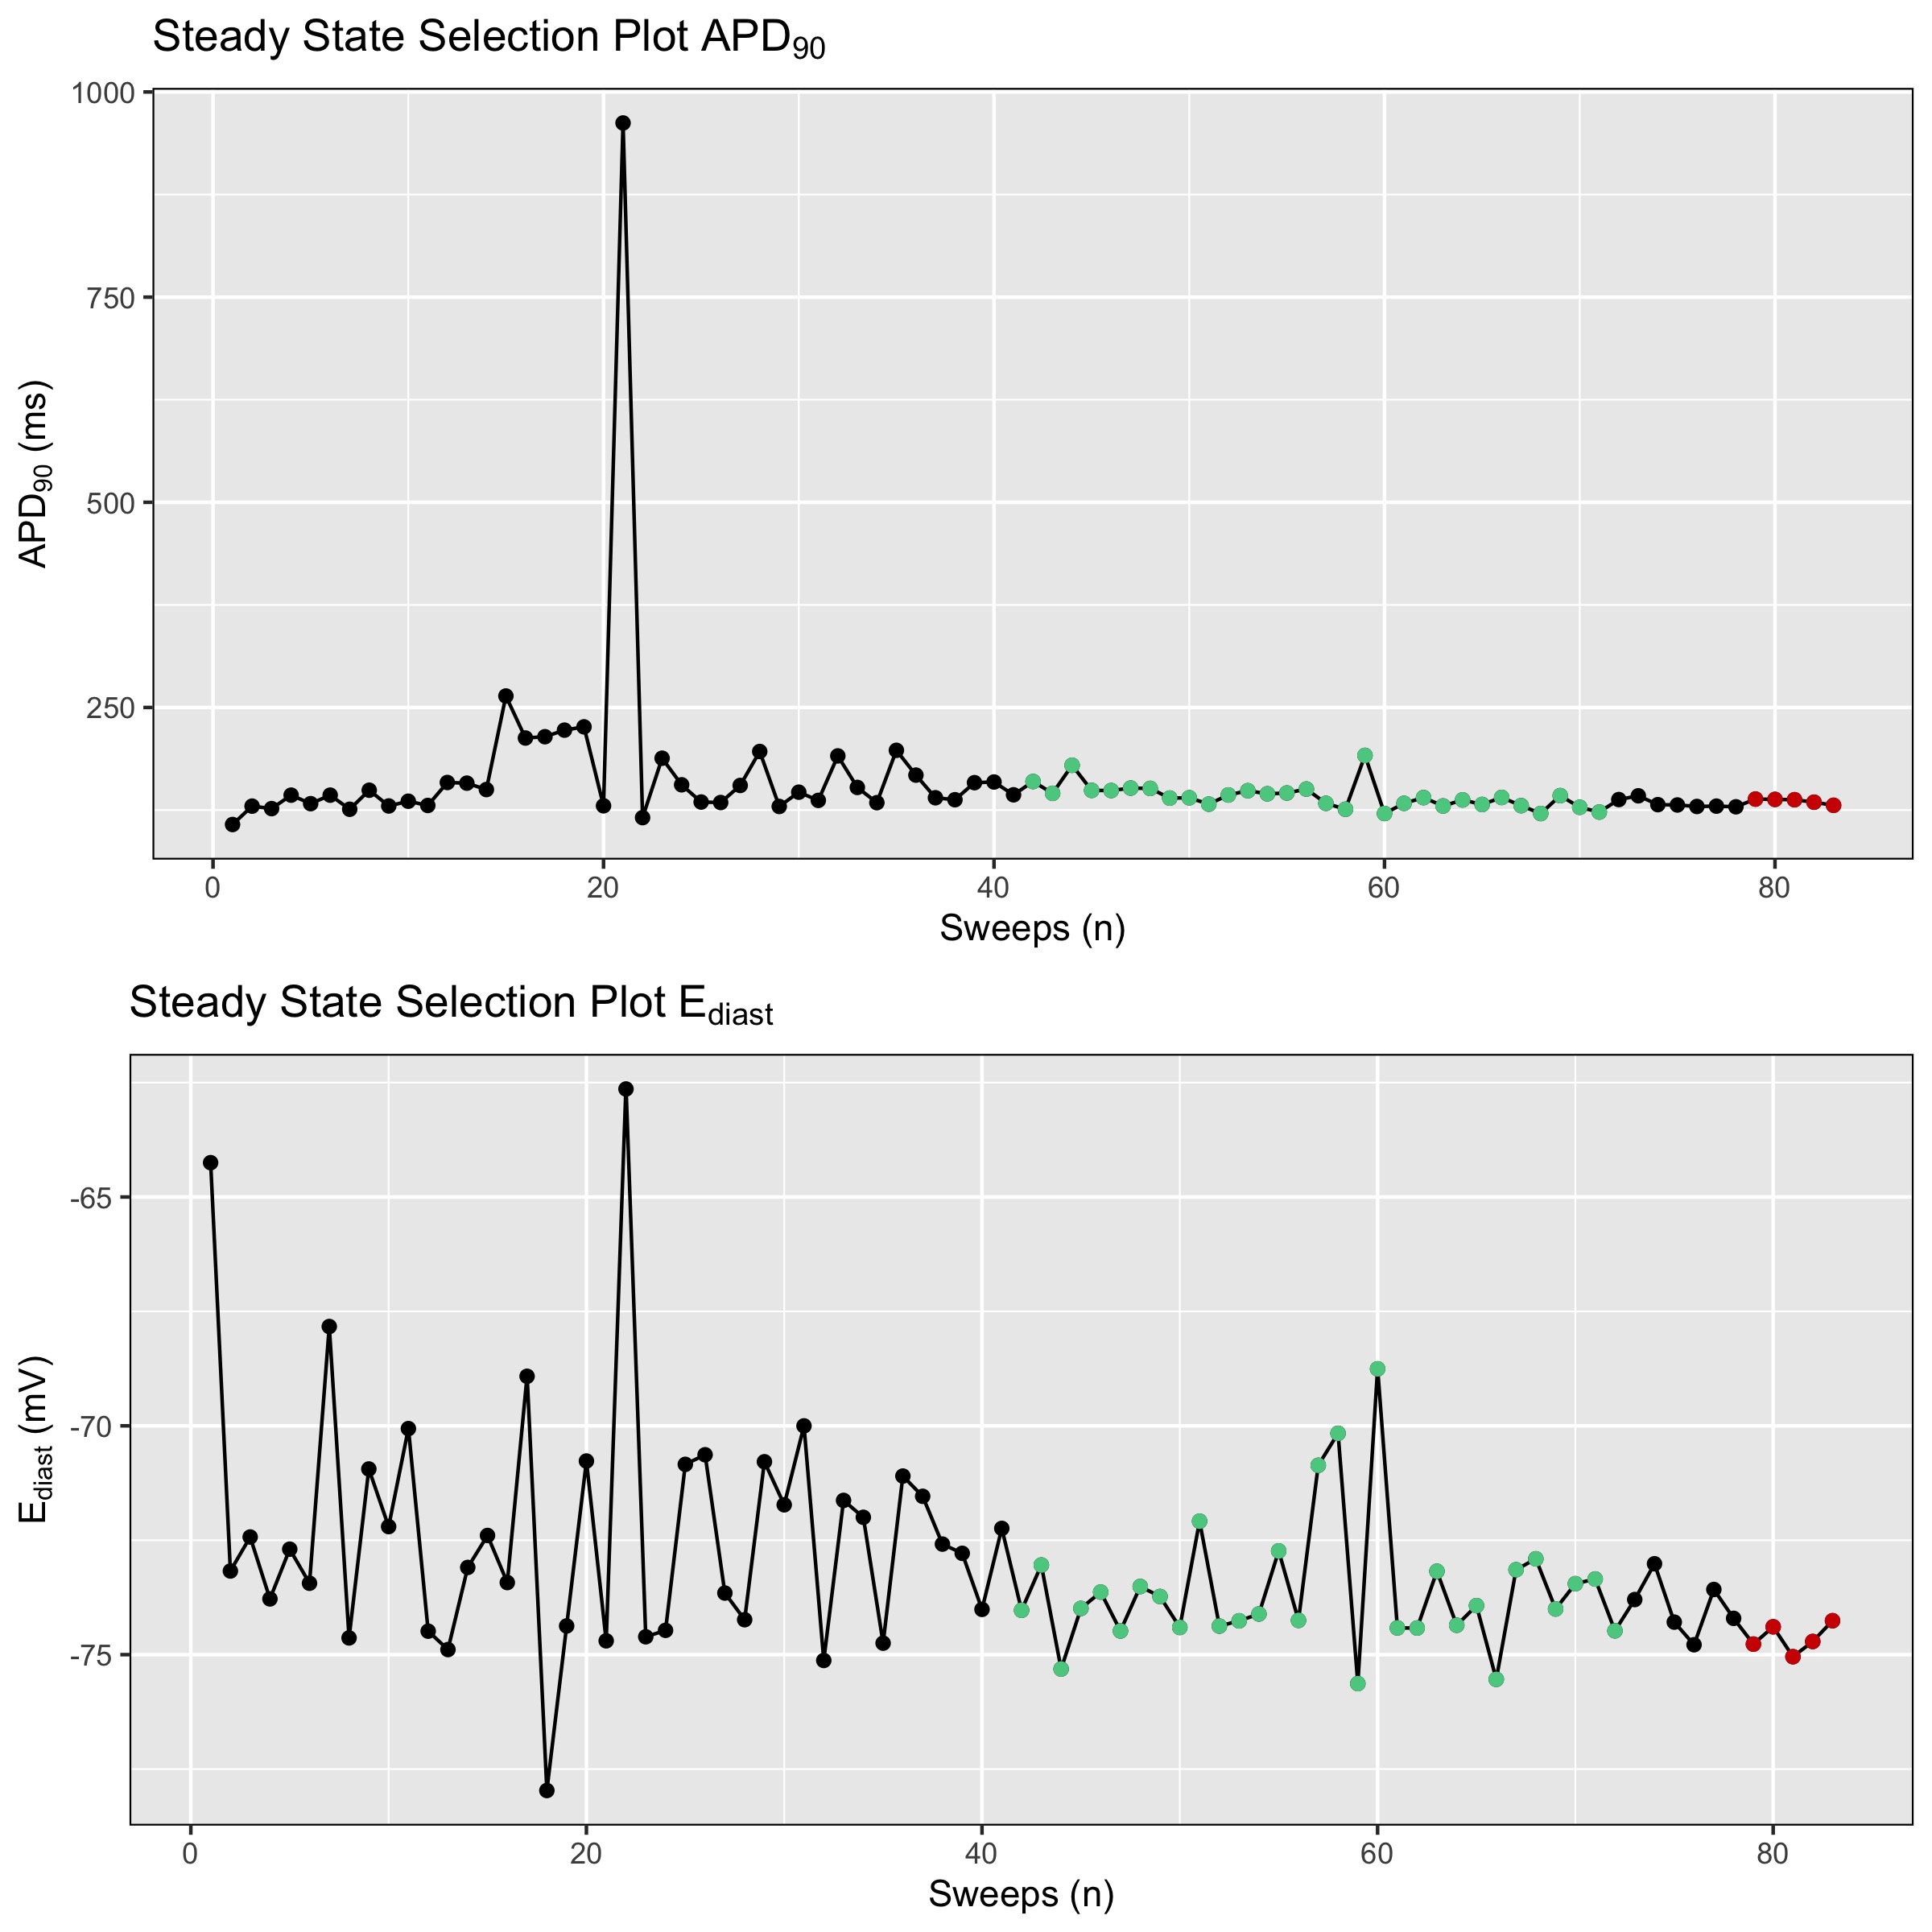 Steady State Selection Plot APD90
1000
750
500
250
APD90 (ms)
0 20 40 60 80
Sweeps (n)
Steady State Selection Plot Ediast
-65
-70
-75
Ediast (mV)
0 20 40 60 80
Sweeps (n)